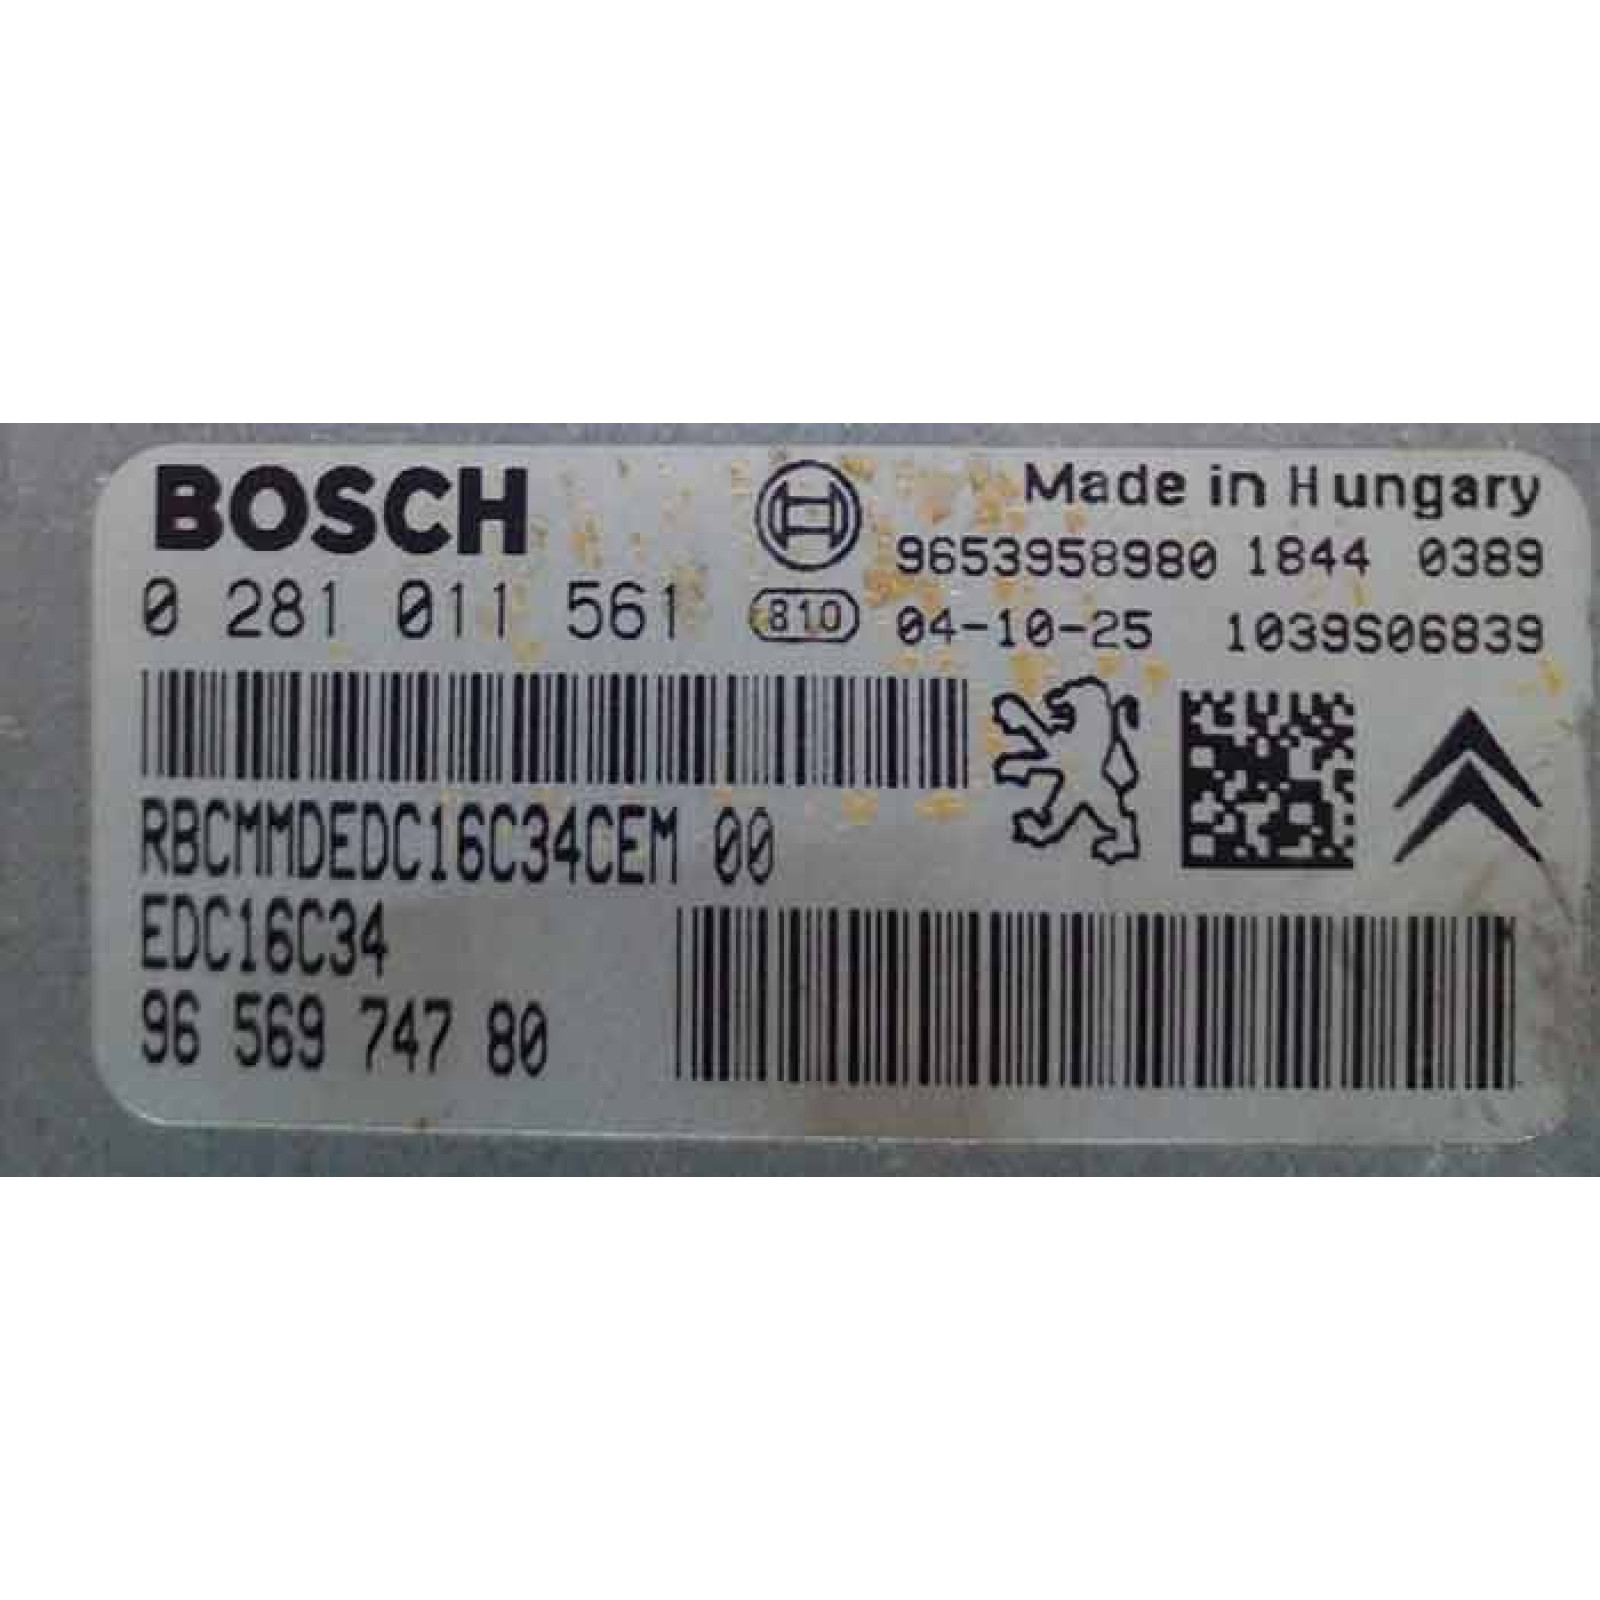 BOSCH
Made in Hungary
9653958980 1844 0389
0 281 011 561
810
04-10-25 1039S06839
RBCMMDEDC16C34CEM 00
EDC16C34
96 569 747 80